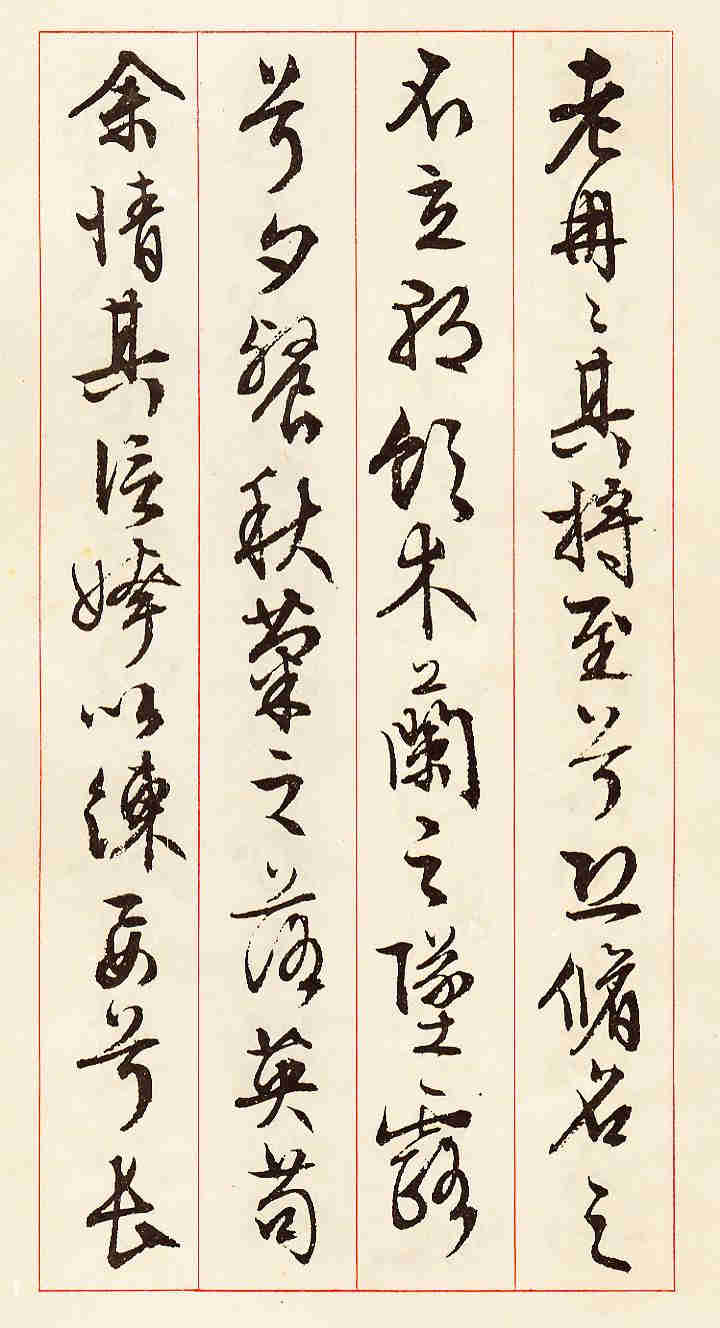 老冉〻其將至兮恐脩名之
不立朝飲木蘭之墜露
兮夕餐秋菊之落英苟
余情其信姱以練要兮長